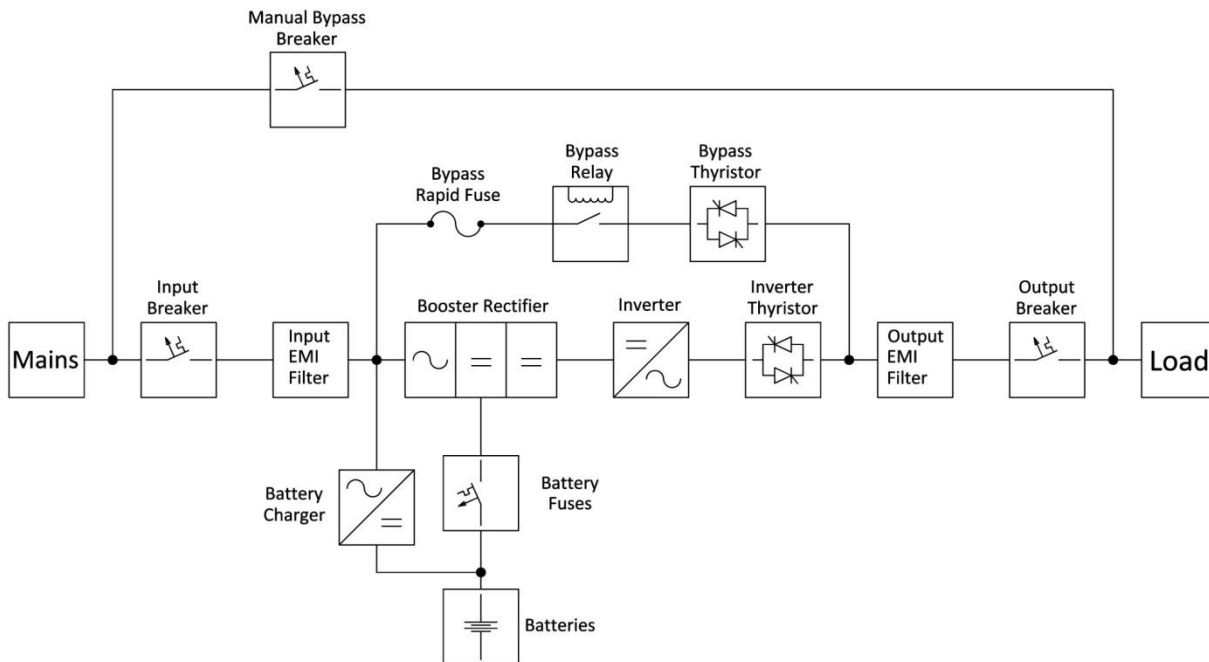 Manual Bypass
Breaker
Bypass
Rapid Fuse
Bypass
Relay
Bypass
Thyristor
Mains
Input
Breaker
Input
EMI
Filter
Booster Rectifier
Inverter
Inverter
Thyristor
Output
EMI
Filter
Output
Breaker
Load
Battery
Charger
Battery
Fuses
Batteries